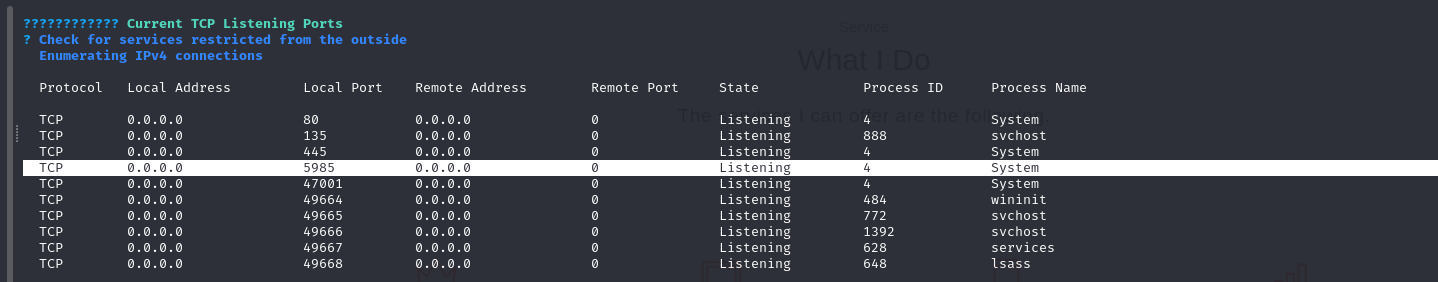 ???????????? Current TCP Listening Ports
? Check for services restricted from the outside
Enumerating IPv4 connections
Service
What I Do
Protocol Local Address Local Port Remote Address Remote Port State Process ID Process Name
The services I can offer are the following.
TCP 0.0.0.0 80 0.0.0.0 0 Listening 4 System
TCP 0.0.0.0 135 0.0.0.0 0 Listening 888 svchost
TCP 0.0.0.0 445 0.0.0.0 0 Listening 4 System
TCP 0.0.0.0 5985 0.0.0.0 0 Listening 4 System
TCP 0.0.0.0 47001 0.0.0.0 0 Listening 4 System
TCP 0.0.0.0 49664 0.0.0.0 0 Listening 484 wininit
TCP 0.0.0.0 49665 0.0.0.0 0 Listening 772 svchost
TCP 0.0.0.0 49666 0.0.0.0 0 Listening 1392 svchost
TCP 0.0.0.0 49667 0.0.0.0 0 Listening 628 services
TCP 0.0.0.0 49668 0.0.0.0 0 Listening 648 lsass